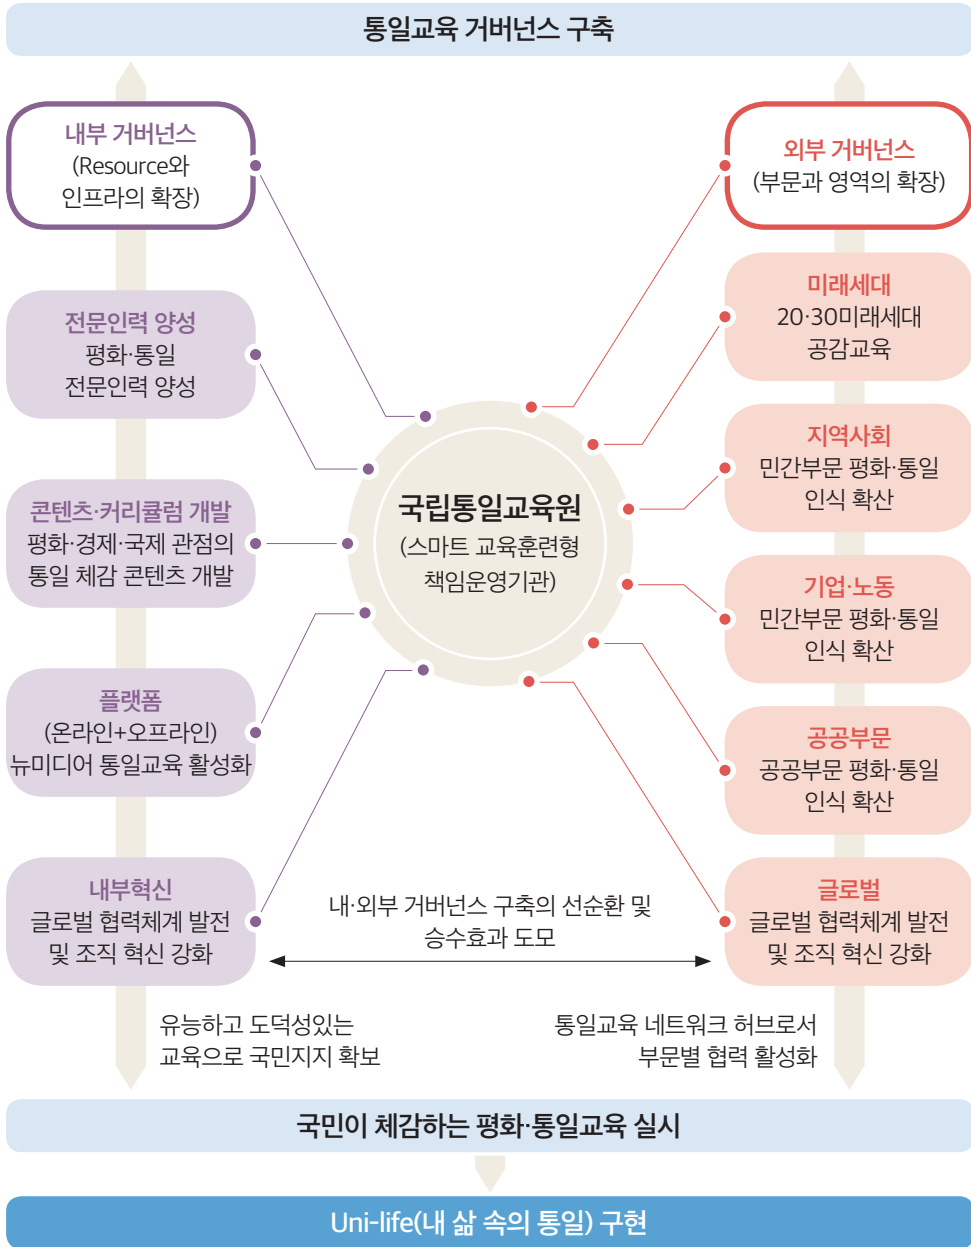 통일교육 거버넌스 구축
내부 거버넌스
(Resource와
인프라의 확장)
전문인력 양성
평화·통일
전문인력 양성
콘텐츠·커리큘럼 개발
평화·경제·국제 관점의
통일 체감 콘텐츠 개발
플랫폼
(온라인+오프라인)
뉴미디어 통일교육 활성화
내부혁신
글로벌 협력체계 발전
및 조직 혁신 강화
국립통일교육원
(스마트 교육훈련형
책임운영기관)
외부 거버넌스
(부문과 영역의 확장)
미래세대
20·30미래세대
공감교육
지역사회
민간부문 평화·통일
인식 확산
기업·노동
민간부문 평화·통일
인식 확산
공공부문
공공부문 평화·통일
인식 확산
글로벌
글로벌 협력체계 발전
및 조직 혁신 강화
내·외부 거버넌스 구축의 선순환 및
승수효과 도모
유능하고 도덕성있는
교육으로 국민지지 확보
통일교육 네트워크 허브로서
부문별 협력 활성화
국민이 체감하는 평화·통일교육 실시
Uni-life(내 삶 속의 통일) 구현